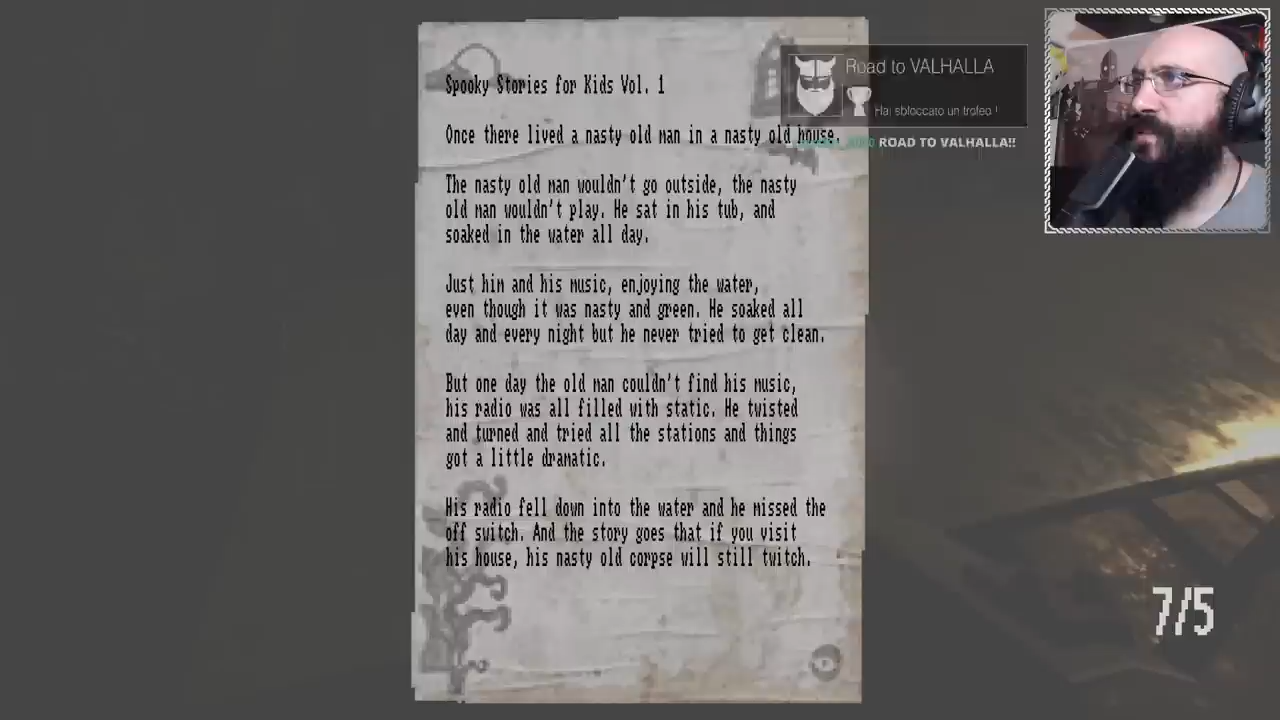 Spooky Stories for Kids Vol. 1
Once there lived a nasty old man in a nasty old house.
The nasty old man wouldn't go outside, the nasty
old man wouldn't play. He sat in his tub, and
soaked in the water all day.
Just him and his music, enjoying the water,
even though it was nasty and green. He soaked all
day and every night but he never tried to get clean.
But one day the old man couldn't find his music,
his radio was all filled with static. He twisted
and turned and tried all the stations and things
got a little dramatic.
His radio fell down into the water and he missed the
off switch. And the story goes that if you visit
his house, his nasty old corpse will still twitch.
Road to VALHALLA
Hai sbloccato un trofeo !
ROAD TO VALHALLA!!
7/5